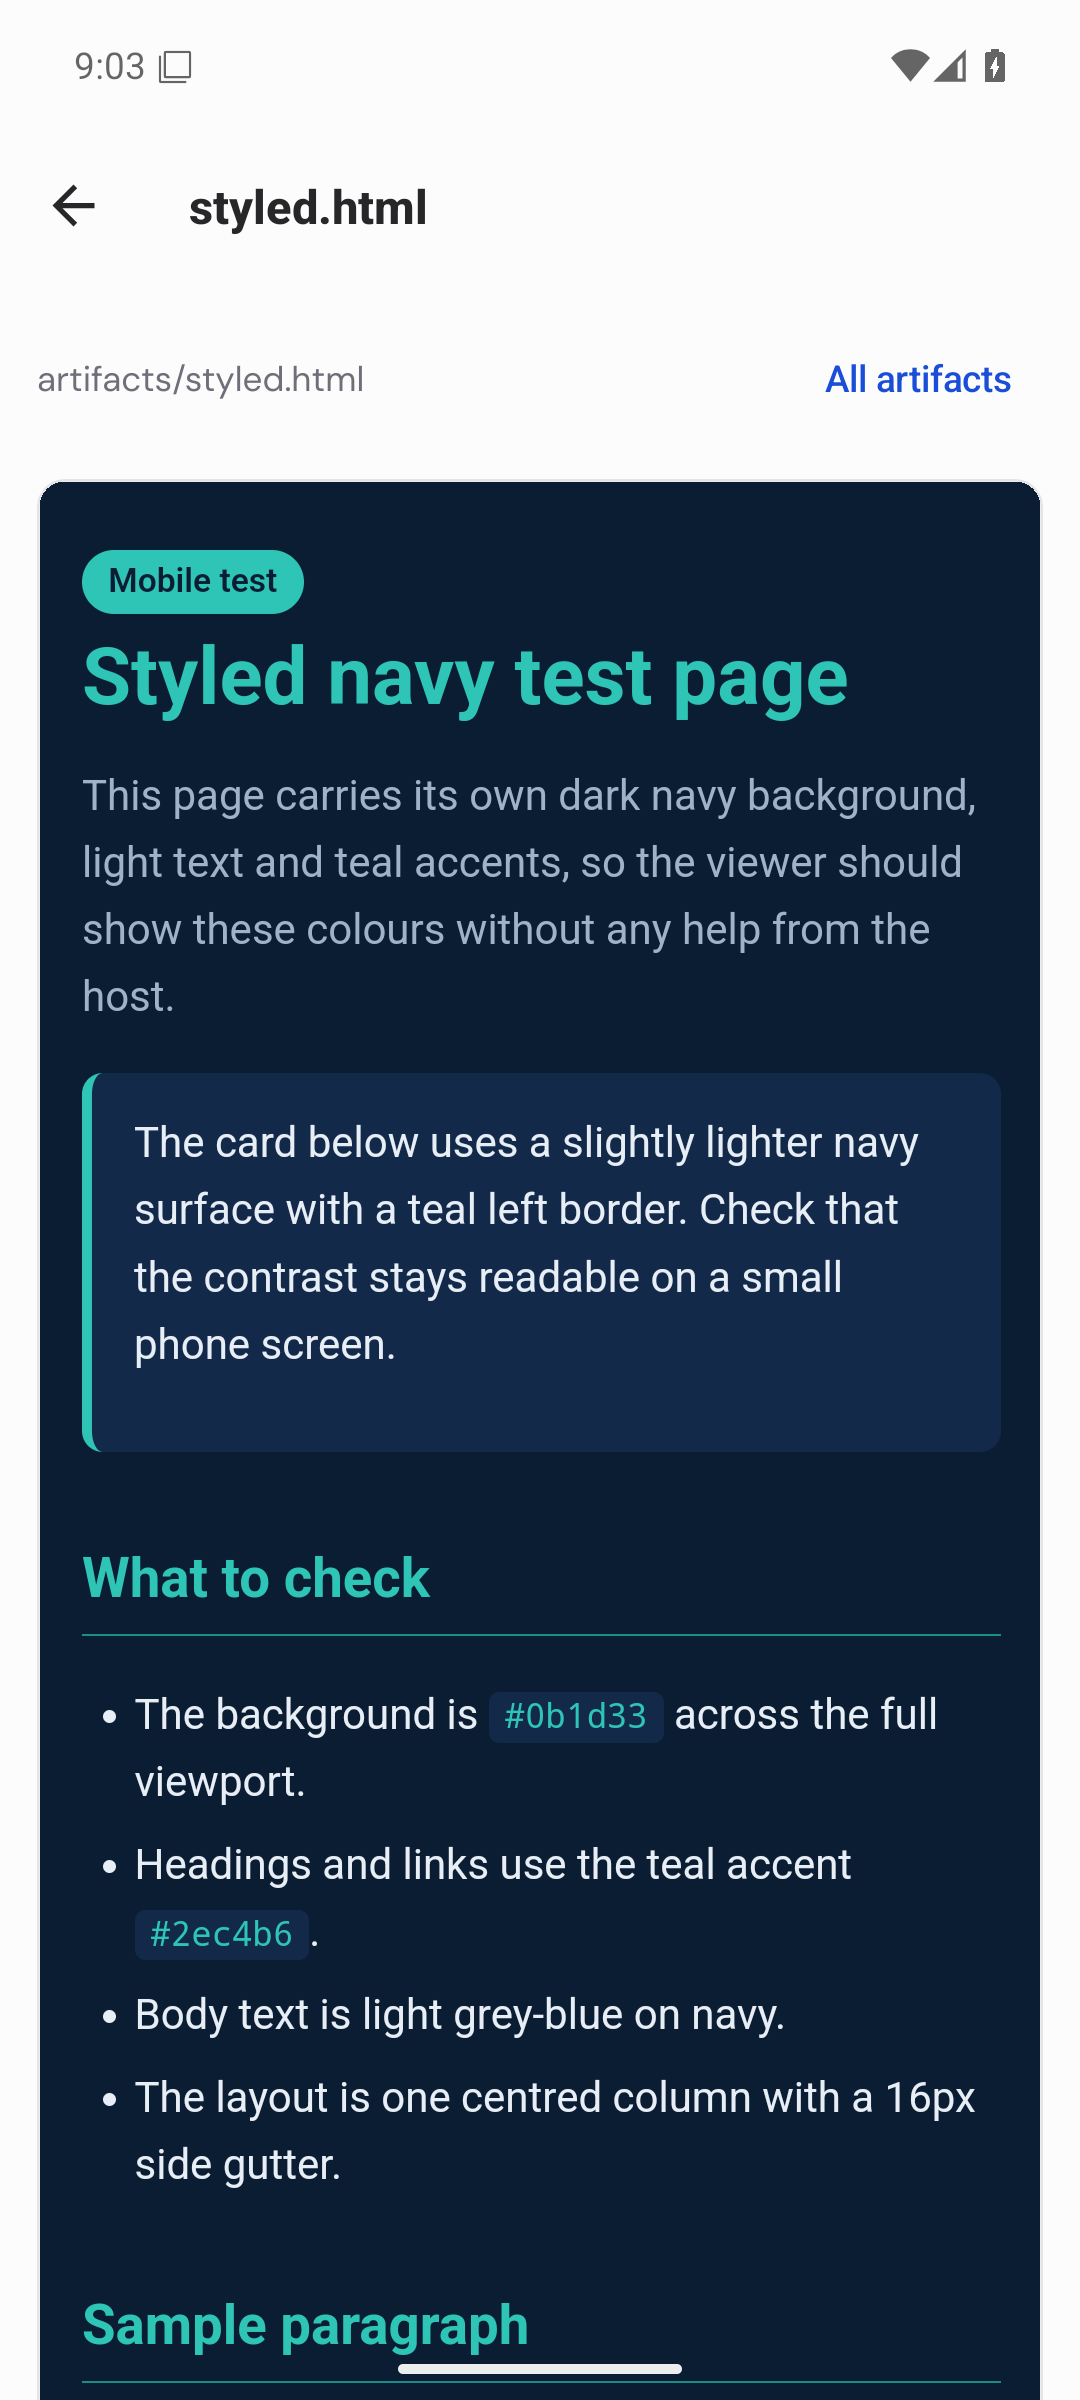 9:03
styled.html
artifacts/styled.html
All artifacts
Mobile test
Styled navy test page
This page carries its own dark navy background,
light text and teal accents, so the viewer should
show these colours without any help from the
host.
The card below uses a slightly lighter navy
surface with a teal left border. Check that
the contrast stays readable on a small
phone screen.
What to check
• The background is #0b1d33 across the full
viewport.
• Headings and links use the teal accent
#2ec4b6 .
• Body text is light grey-blue on navy.
• The layout is one centred column with a 16px
side gutter.
Sample paragraph